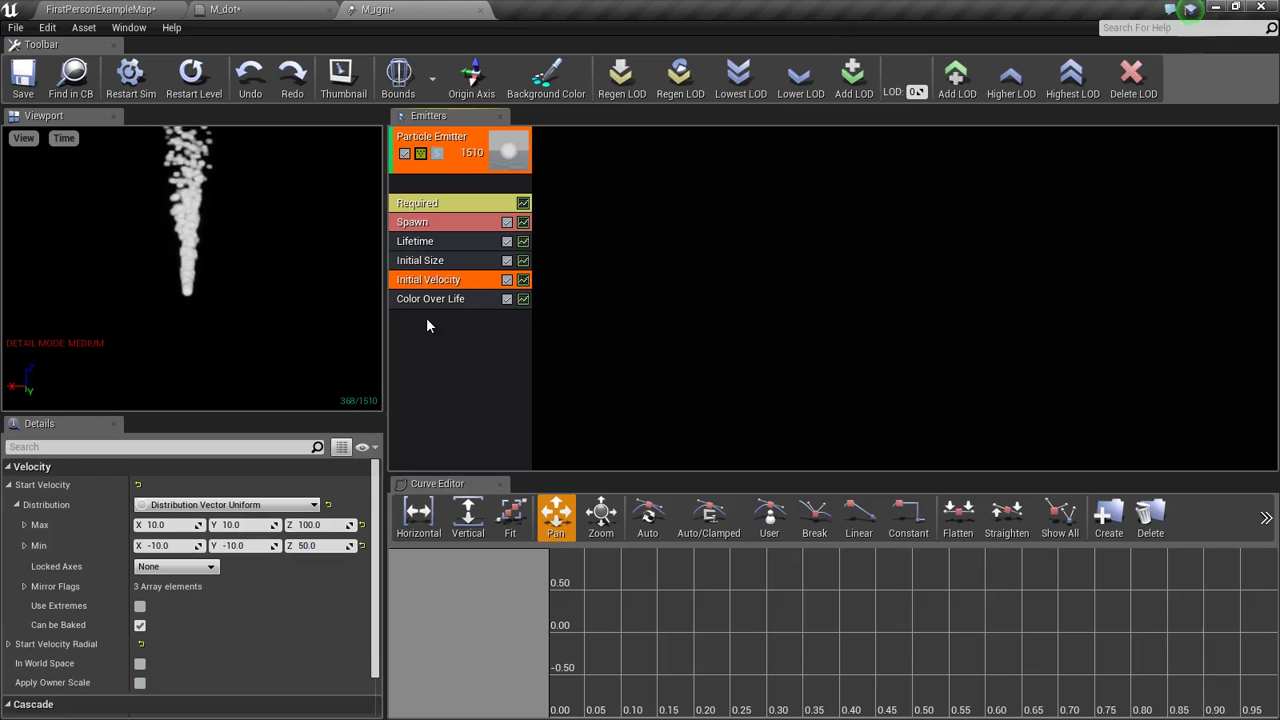 FirstPersonExampleMap*
M_dot*
M_igni*
File Edit Asset Window Help
Search For Help
Toolbar
Save Find in CB Restart Sim Restart Level Undo Redo Thumbnail Bounds Origin Axis Background Color Regen LOD Regen LOD Lowest LOD Lower LOD Add LOD LOD: 0 Add LOD Higher LOD Highest LOD Delete LOD
Viewport
View Time
DETAIL MODE: MEDIUM
Z
X
Y
368/1510
Emitters
Particle Emitter
S 1510
Required
Spawn
Lifetime
Initial Size
Initial Velocity
Color Over Life
Details
Search
Velocity
Start Velocity
Distribution Distribution Vector Uniform
Max X 10.0 Y 10.0 Z 100.0
Min X -10.0 Y -10.0 Z 50.0
Locked Axes None
Mirror Flags 3 Array elements
Use Extremes
Can be Baked
Start Velocity Radial
In World Space
Apply Owner Scale
Cascade
Curve Editor
Horizontal Vertical Fit Pan Zoom Auto Auto/Clamped User Break Linear Constant Flatten Straighten Show All Create Delete
0.50
0.00
-0.50
0.00 0.05 0.10 0.15 0.20 0.25 0.30 0.35 0.40 0.45 0.50 0.55 0.60 0.65 0.70 0.75 0.80 0.85 0.90 0.95